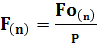 F(n) = Fo(n) / P